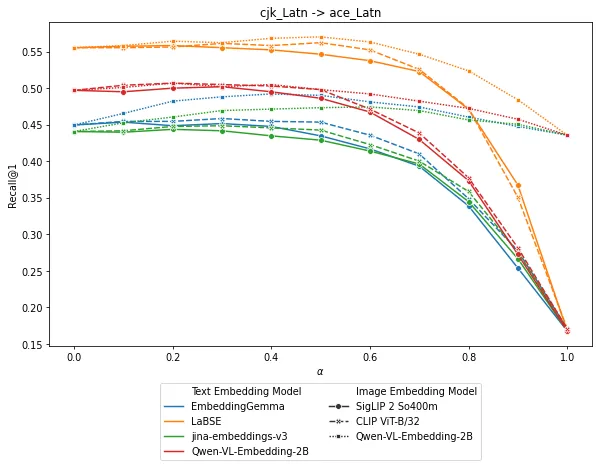 cjk_Latn -> ace_Latn
Recall@1
0.55
0.50
0.45
0.40
0.35
0.30
0.25
0.20
0.15
0.0
0.2
0.4
0.6
0.8
1.0
α
Text Embedding Model
EmbeddingGemma
LaBSE
jina-embeddings-v3
Qwen-VL-Embedding-2B
Image Embedding Model
SigLIP 2 So400m
CLIP ViT-B/32
Qwen-VL-Embedding-2B